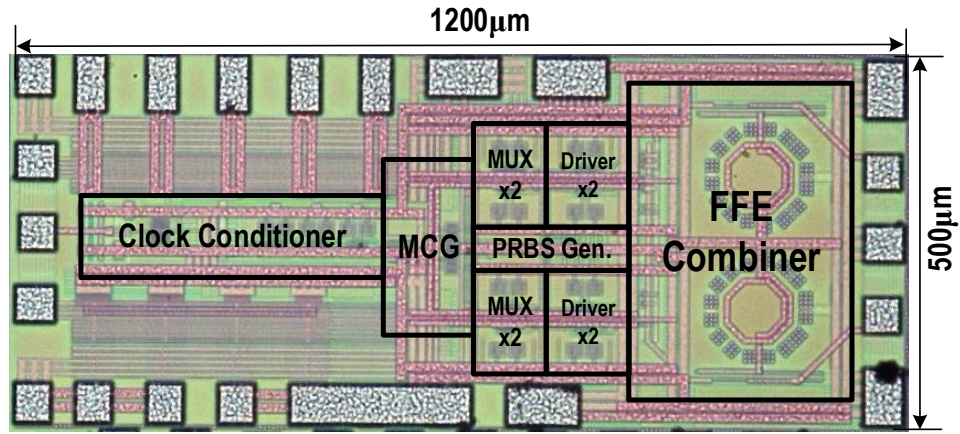 1200µm
500µm
Clock Conditioner
MCG
MUX
x2
Driver
x2
PRBS Gen.
MUX
x2
Driver
x2
FFE
Combiner